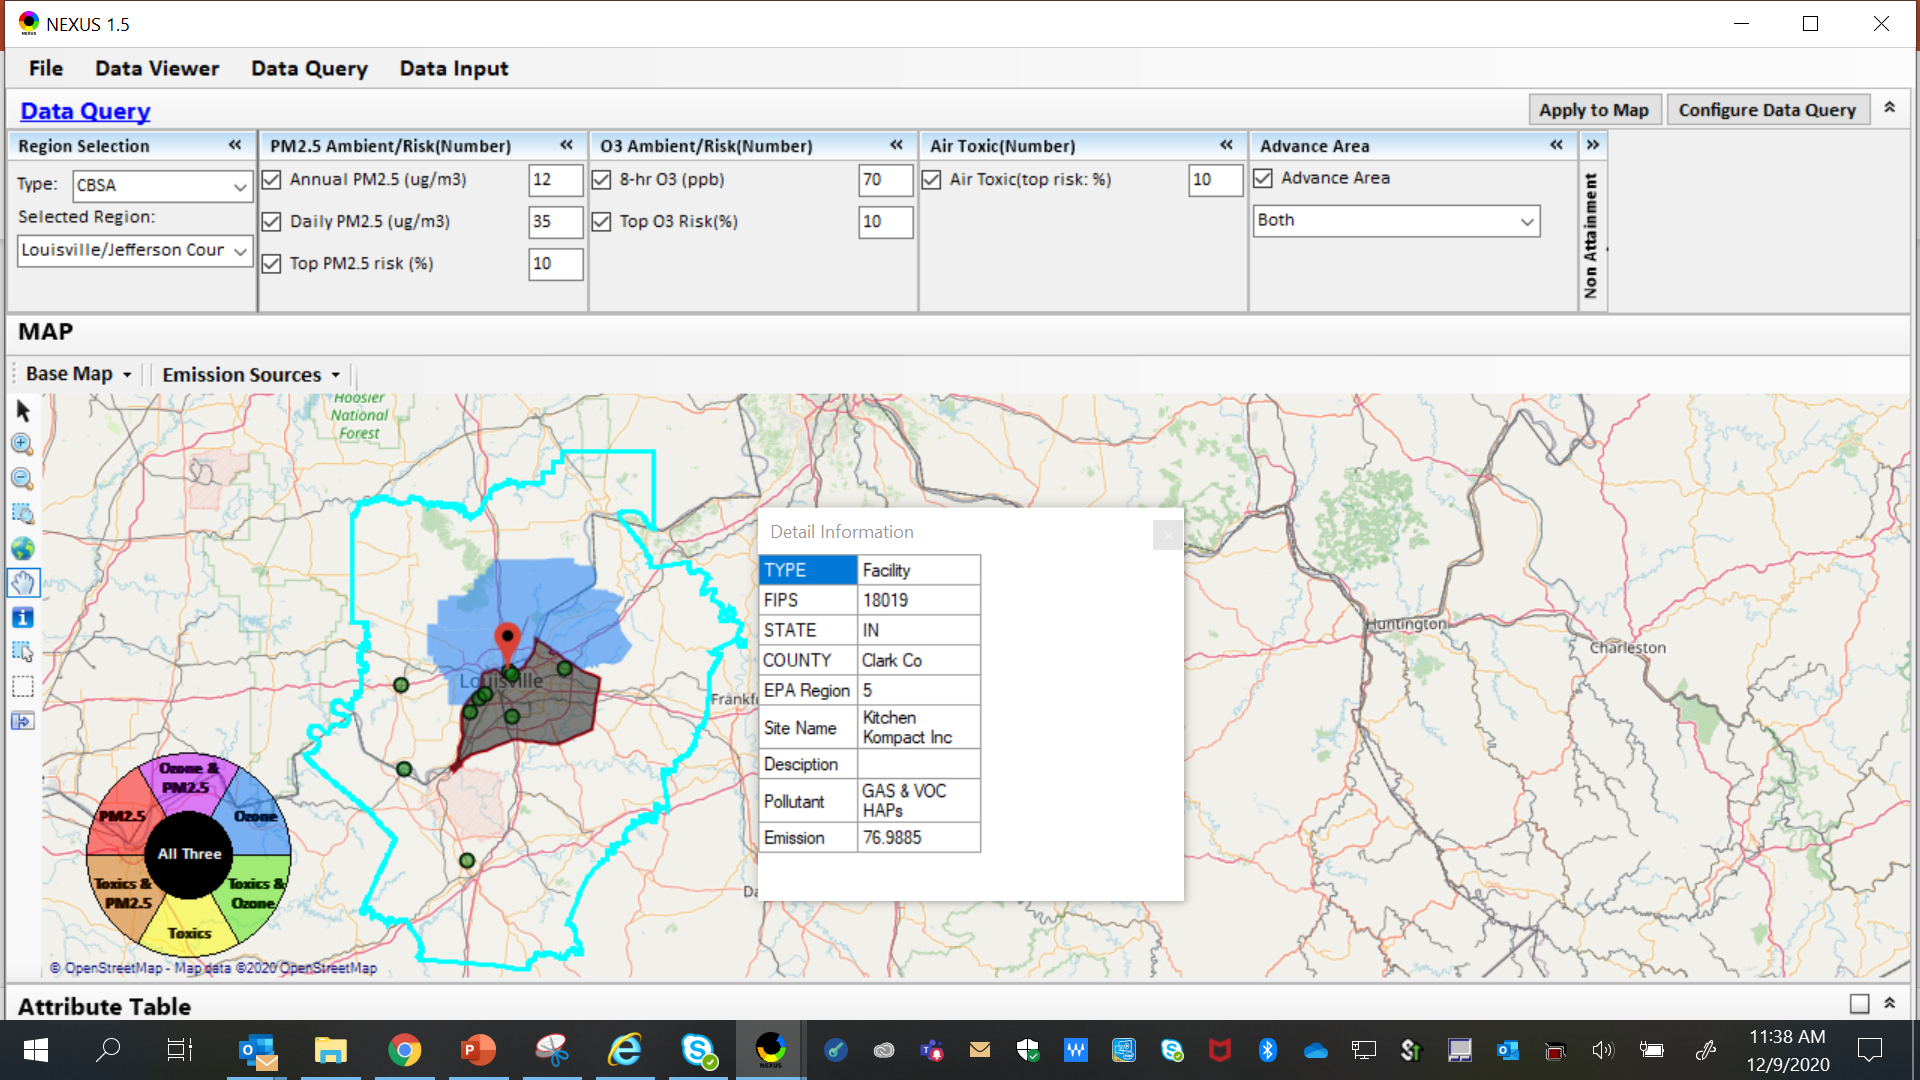 NEXUS 1.5
File Data Viewer Data Query Data Input
Data Query
Apply to Map Configure Data Query
Region Selection
Type: CBSA
Selected Region:
Louisville/Jefferson Cour
PM2.5 Ambient/Risk(Number)
Annual PM2.5 (ug/m3) 12
Daily PM2.5 (ug/m3) 35
Top PM2.5 risk (%) 10
O3 Ambient/Risk(Number)
8-hr O3 (ppb) 70
Top O3 Risk(%) 10
Air Toxic(Number)
Air Toxic(top risk: %) 10
Advance Area
Advance Area
Both
Non Attainment
MAP
Base Map Emission Sources
Hoosier
National
Forest
Louisville
Frankf
Da
Huntington
Charleston
Detail Information
TYPE Facility
FIPS 18019
STATE IN
COUNTY Clark Co
EPA Region 5
Site Name Kitchen
Kompact Inc
Desciption
Pollutant GAS & VOC
HAPs
Emission 76.9885
Ozone &
PM2.5
PM2.5
Ozone
All Three
Toxics &
PM2.5
Toxics &
Ozone
Toxics
© OpenStreetMap - Map data ©2020 OpenStreetMap
Attribute Table
11:38 AM
12/9/2020